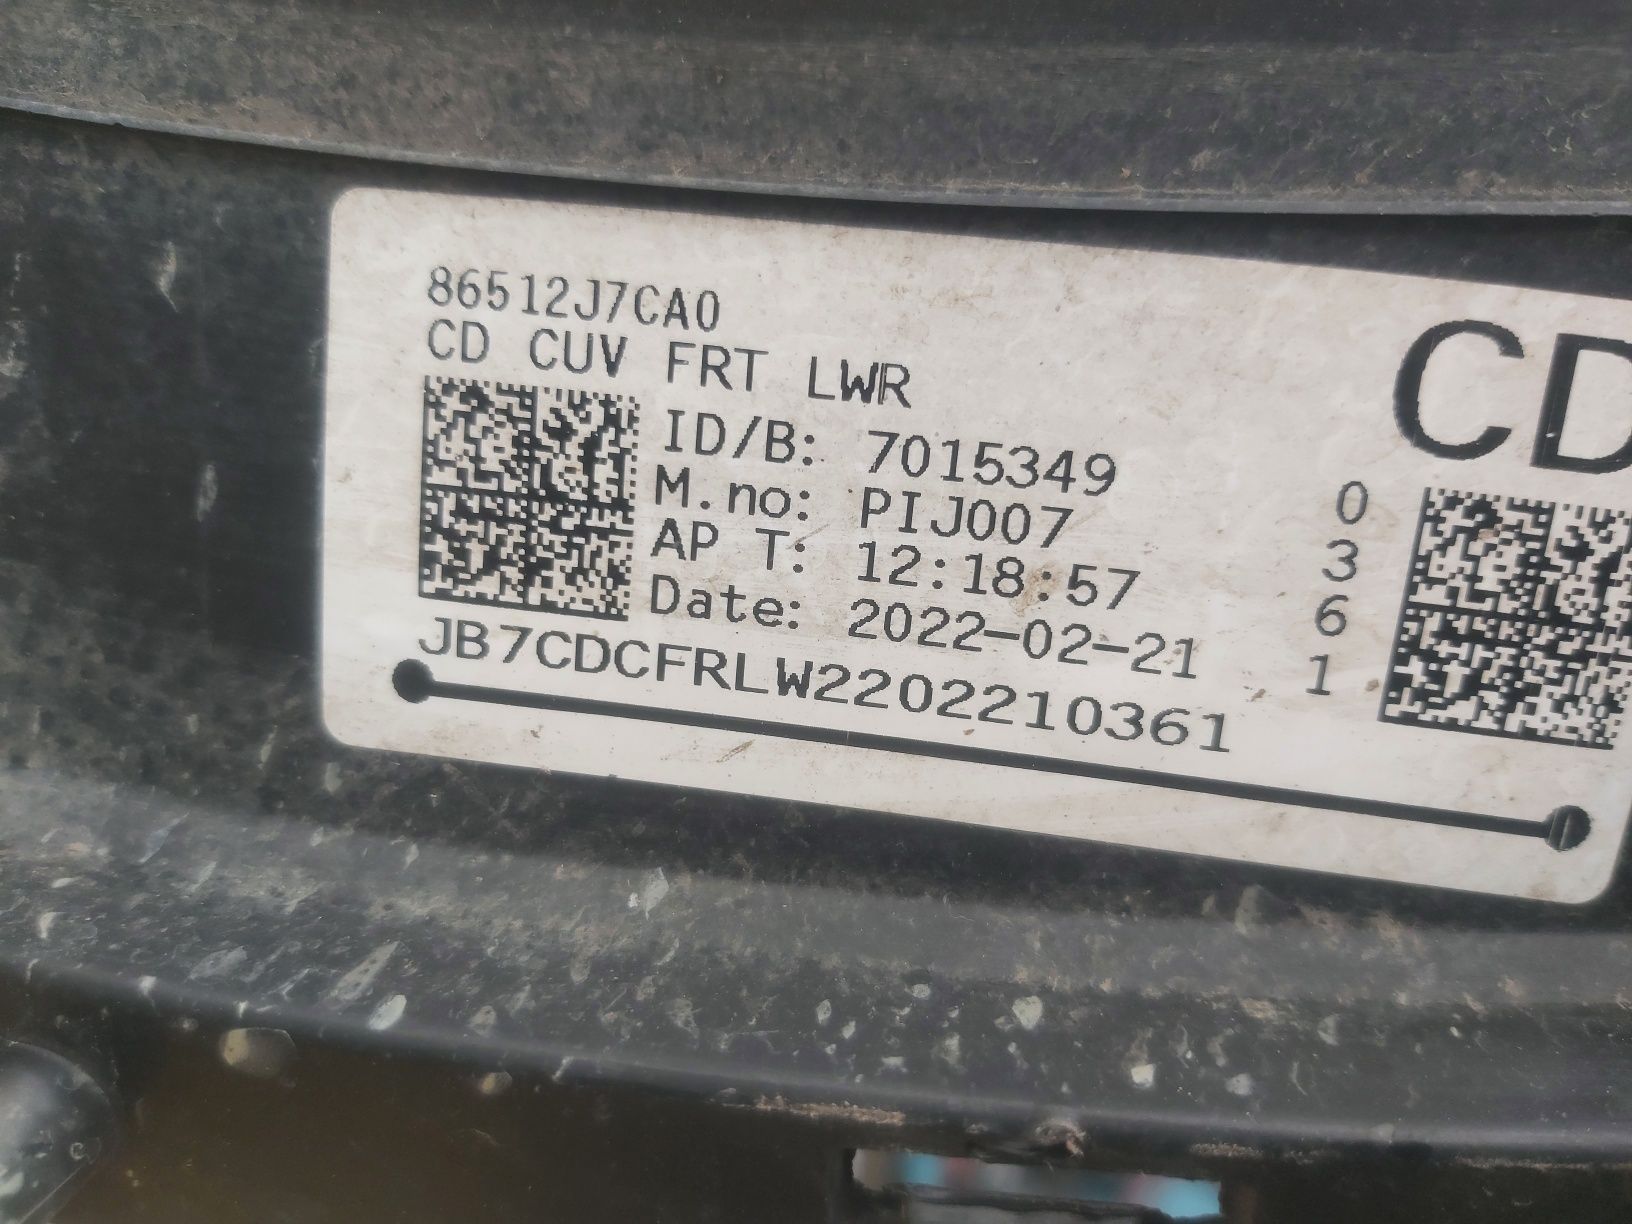 86512J7CA0
CD CUV FRT LWR
ID/B: 7015349
M.no: PIJ007
AP T: 12:18:57
Date: 2022-02-21
JB7CDCFRLW2202210361
CD
0
3
6
1